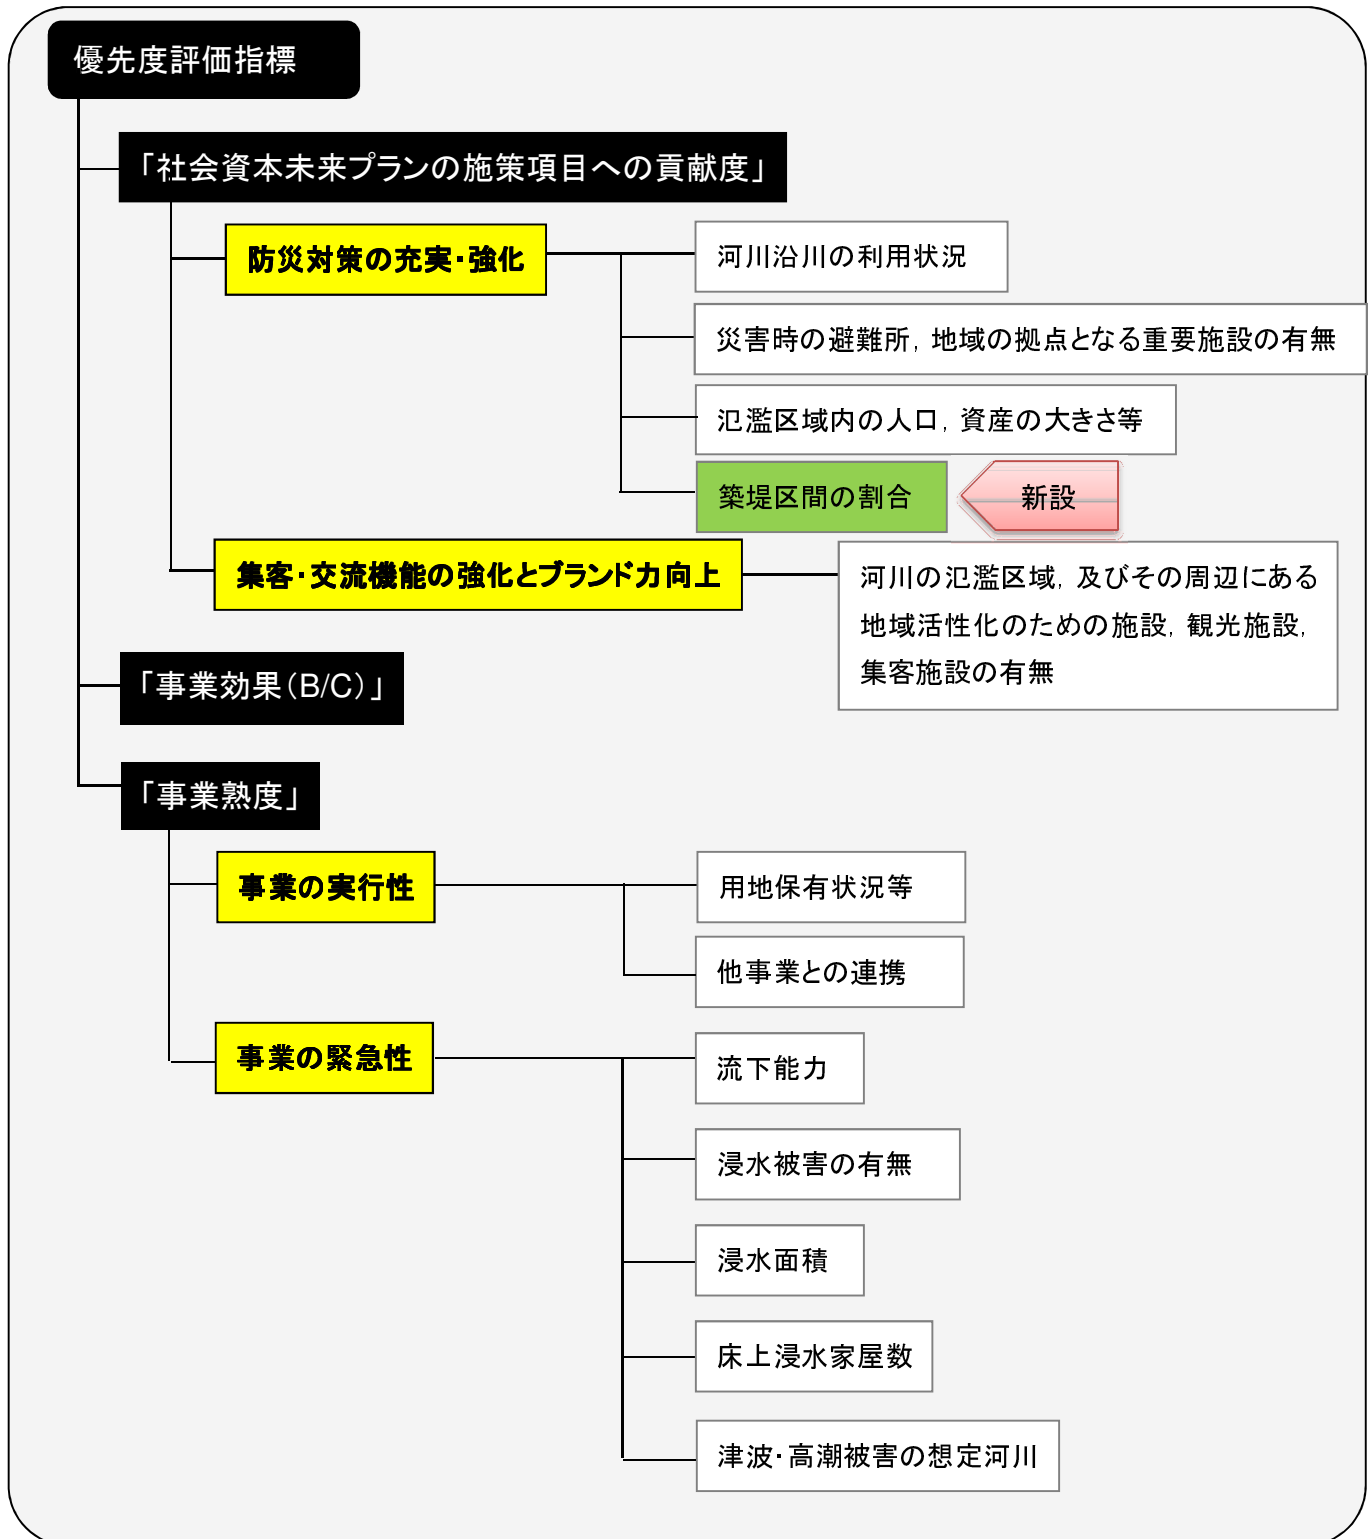 優先度評価指標
「社会資本未来プランの施策項目への貢献度」
防災対策の充実・強化
河川沿川の利用状況
災害時の避難所，地域の拠点となる重要施設の有無
氾濫区域内の人口，資産の大きさ等
築堤区間の割合
新設
集客・交流機能の強化とブランド力向上
河川の氾濫区域，及びその周辺にある
地域活性化のための施設，観光施設，
集客施設の有無
「事業効果（B/C）」
「事業熟度」
事業の実行性
用地保有状況等
他事業との連携
事業の緊急性
流下能力
浸水被害の有無
浸水面積
床上浸水家屋数
津波・高潮被害の想定河川